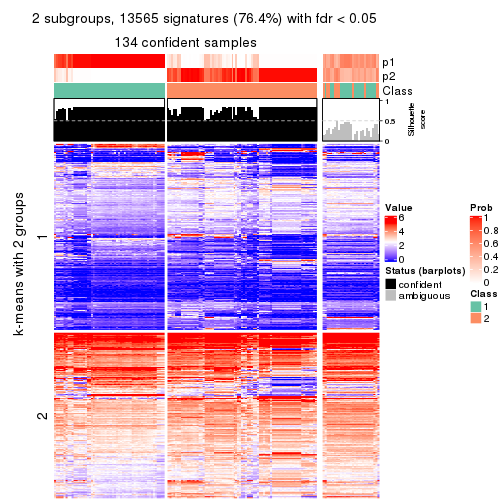 2 subgroups, 13565 signatures (76.4%) with fdr < 0.05
134 confident samples
p1
p2
Class
1
0.5
0
Silhouette
score
k-means with 2 groups
1
2
Value
6
4
2
0
Status (barplots)
confident
ambiguous
Prob
1
0.8
0.6
0.4
0.2
0
Class
1
2